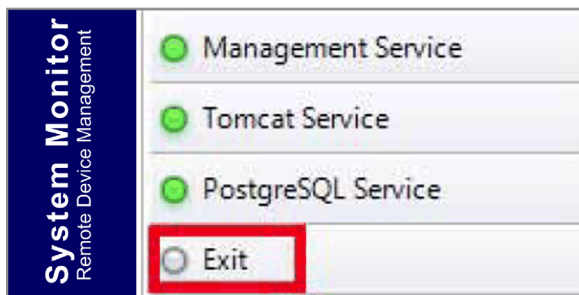 System Monitor
Remote Device Management
Management Service
Tomcat Service
PostgreSQL Service
Exit